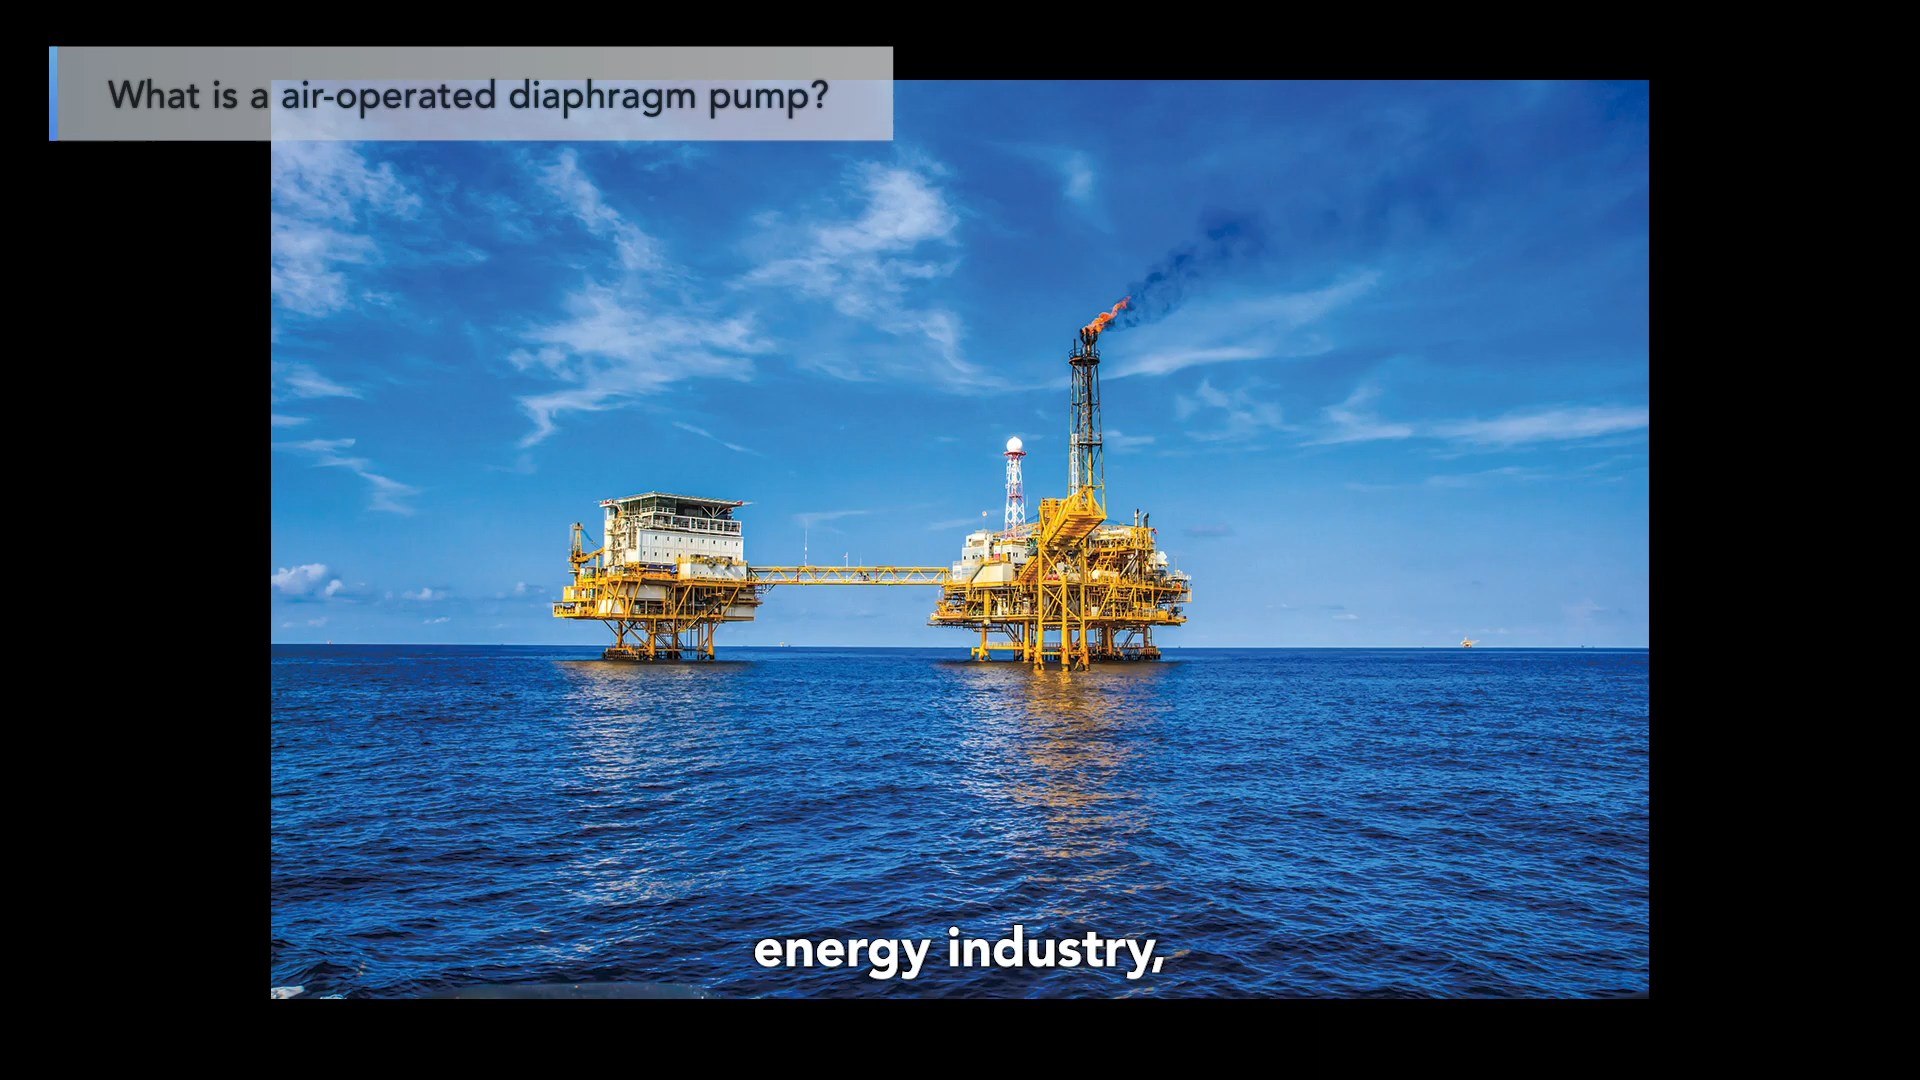 What is a air-operated diaphragm pump?
energy industry,